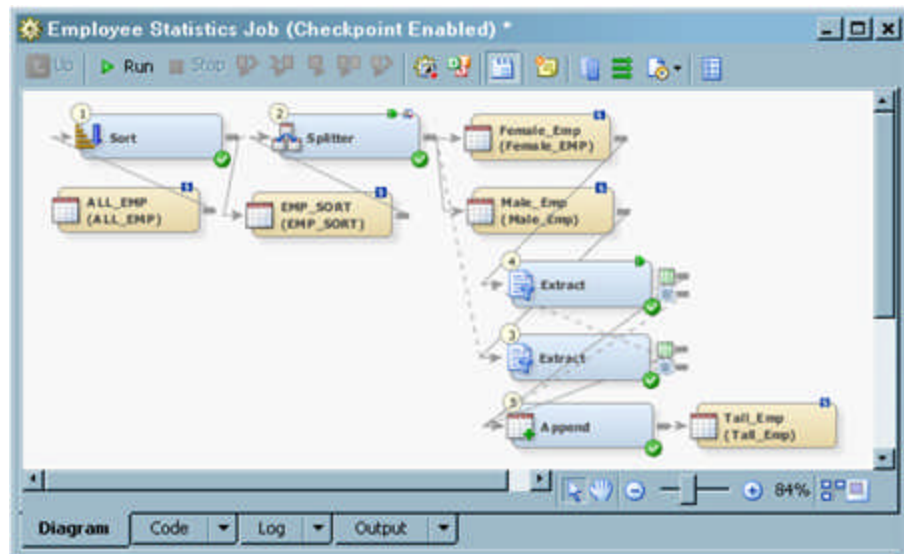 Employee Statistics Job (Checkpoint Enabled) *
Up Run Stop
1
Sort
2
Splitter
Female_Emp
(Female_EMP)
ALL_EMP
(ALL_EMP)
EMP_SORT
(EMP_SORT)
Male_Emp
(Male_Emp)
4
Extract
3
Extract
5
Append
Tall_Emp
(Tall_Emp)
84%
Diagram Code Log Output